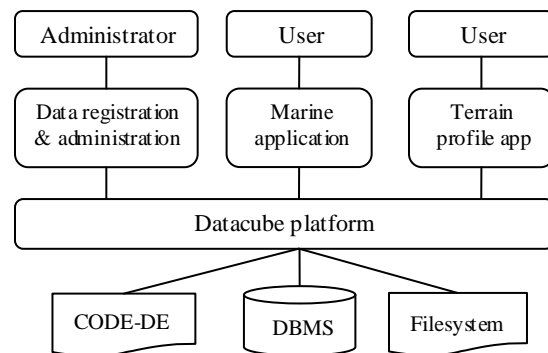 Administrator
User
User
Data registration
& administration
Marine
application
Terrain
profile app
Datacube platform
CODE-DE
DBMS
Filesystem